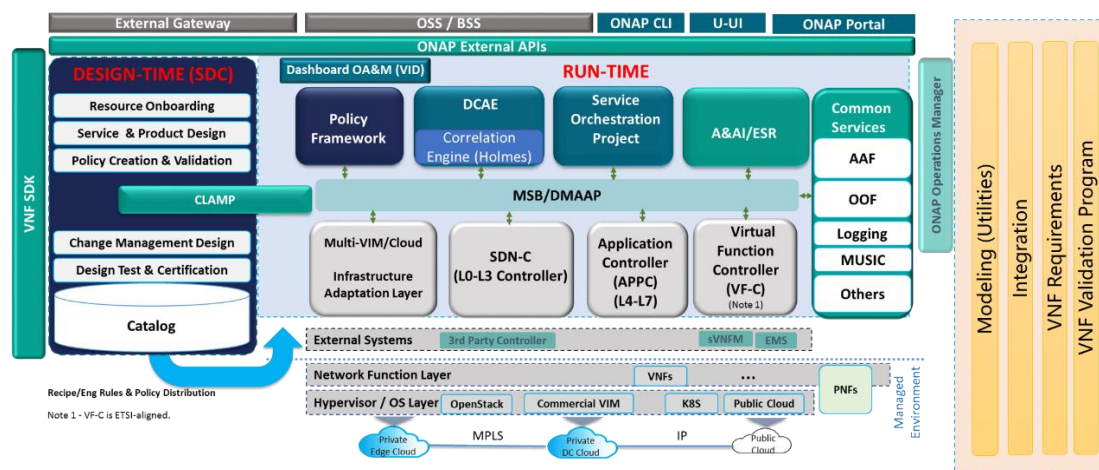 External Gateway
OSS / BSS
ONAP CLI
U-UI
ONAP Portal
ONAP External APIs
VNF SDK
DESIGN-TIME (SDC)
Resource Onboarding
Service & Product Design
Policy Creation & Validation
CLAMP
Change Management Design
Design Test & Certification
Catalog
Recipe/Eng Rules & Policy Distribution
Note 1 - VF-C is ETSI-aligned.
Dashboard OA&M (VID)
RUN-TIME
Policy
Framework
DCAE
Correlation
Engine (Holmes)
Service
Orchestration
Project
A&AI/ESR
MSB/DMAAP
Multi-VIM/Cloud
Infrastructure
Adaptation Layer
SDN-C
(L0-L3 Controller)
Application
Controller
(APPC)
(L4-L7)
Virtual
Function
Controller
(VF-C)
(Note 1)
Common
Services
AAF
OOF
Logging
MUSIC
Others
ONAP Operations Manager
External Systems
3rd Party Controller
sVNFM
EMS
Network Function Layer
VNFs
...
PNFs
Hypervisor / OS Layer
OpenStack
Commercial VIM
K8S
Public Cloud
Managed
Environment
Private
Edge Cloud
MPLS
Private
DC Cloud
IP
Public
Cloud
Modeling (Utilities)
Integration
VNF Requirements
VNF Validation Program